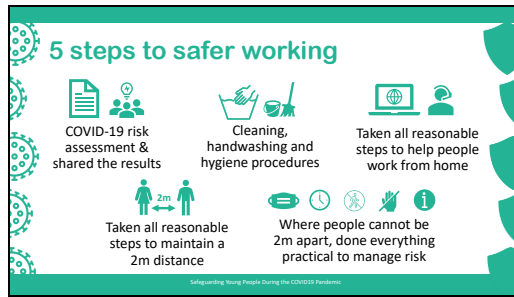 5 steps to safer working
COVID-19 risk
assessment &
shared the results
Cleaning,
handwashing and
hygiene procedures
Taken all reasonable
steps to help people
work from home
2m
Taken all reasonable
steps to maintain a
2m distance
Where people cannot be
2m apart, done everything
practical to manage risk
Safeguarding Young People During the COVID19 Pandemic